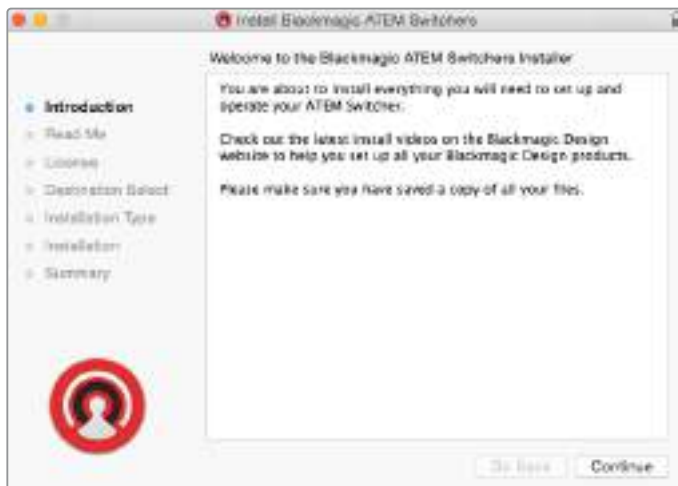 Install Blackmagic ATEM Switchers
Welcome to the Blackmagic ATEM Switchers Installer
Introduction
Read Me
License
Destination Select
Installation Type
Installation
Summary
You are about to install everything you will need to set up and
operate your ATEM Switcher.
Check out the latest install videos on the Blackmagic Design
website to help you set up all your Blackmagic Design products.
Please make sure you have saved a copy of all your files.
Go Back
Continue